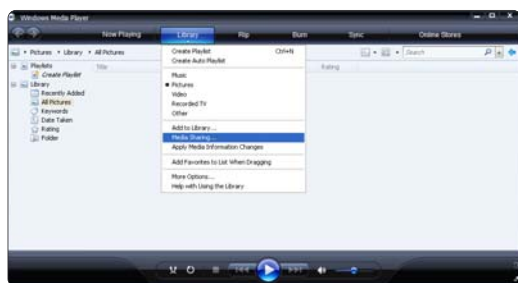 Windows Media Player
Now Playing Library Rip Burn Sync Online Stores
Pictures Library All Pictures Search
Playlists
Create Playlist
Library
Recently Added
All Pictures
Keywords
Date Taken
Rating
Folder
Title Rating
Create Playlist Ctrl+N
Create Auto Playlist
Music
Pictures
Video
Recorded TV
Other
Add to Library...
Media Sharing...
Apply Media Information Changes
Add Favorites to List When Dragging
More Options...
Help with Using the Library